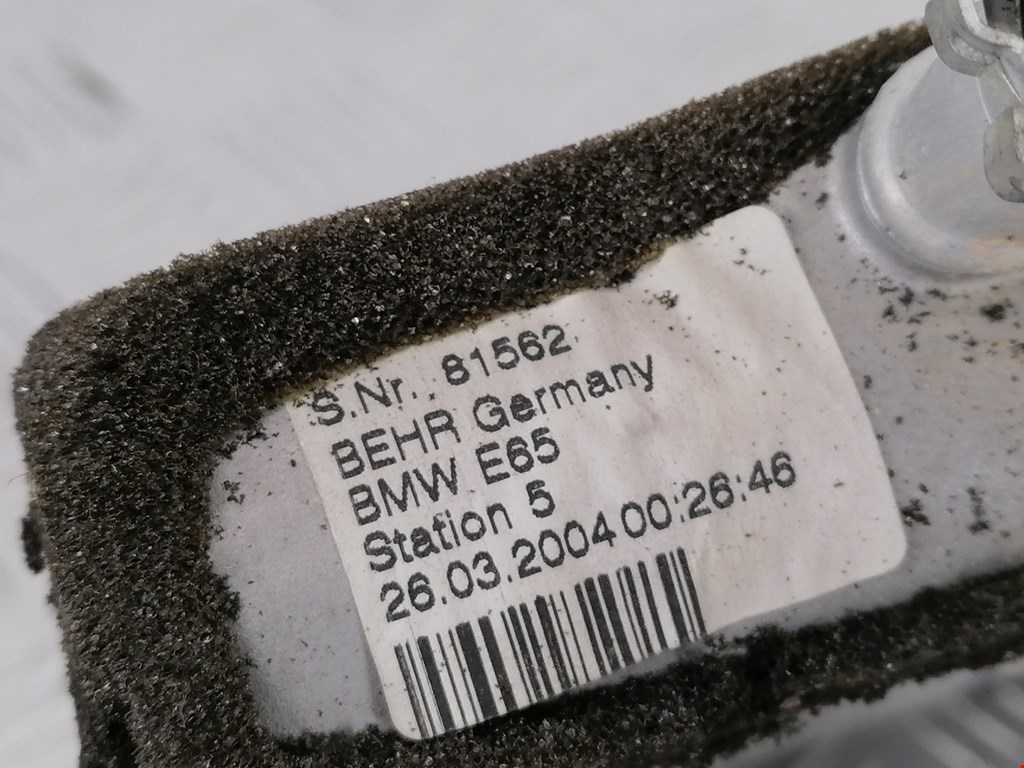 S.Nr. 81562
BEHR Germany
BMW E65
Station 5
26.03.2004 00:26:46